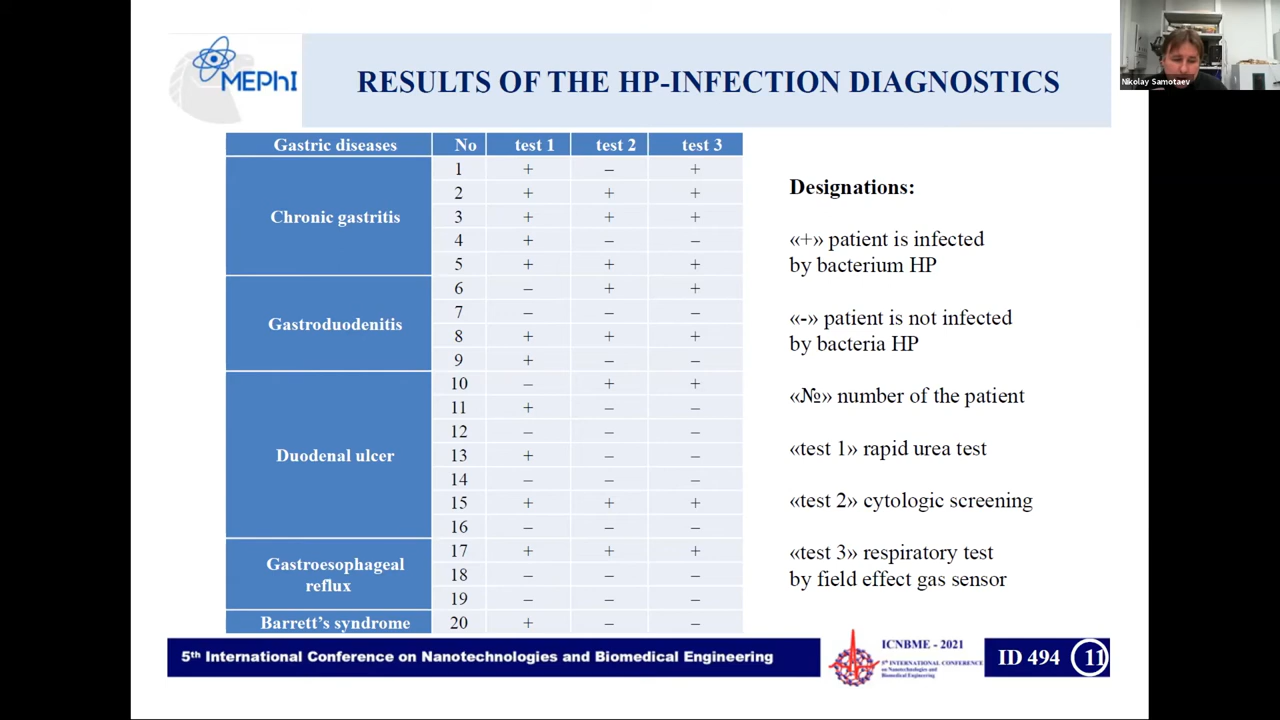 MEPhI
RESULTS OF THE HP-INFECTION DIAGNOSTICS
Nikolay Samotaev
Gastric diseases No test 1 test 2 test 3
Chronic gastritis
1 + – +
2 + + +
3 + + +
4 + – –
5 + + +
Gastroduodenitis
6 – + +
7 – – –
8 + + +
9 + – –
Duodenal ulcer
10 – + +
11 + – –
12 – – –
13 + – –
14 – – –
15 + + +
16 – – –
Gastroesophageal
reflux
17 + + +
18 – – –
19 – – –
Barrett's syndrome 20 + – –
Designations:
«+» patient is infected
by bacterium HP
«-» patient is not infected
by bacteria HP
«№» number of the patient
«test 1» rapid urea test
«test 2» cytologic screening
«test 3» respiratory test
by field effect gas sensor
5th International Conference on Nanotechnologies and Biomedical Engineering
ICNBME - 2021
5th INTERNATIONAL CONFERENCE
on Nanotechnologies and
Biomedical Engineering
ID 494 11